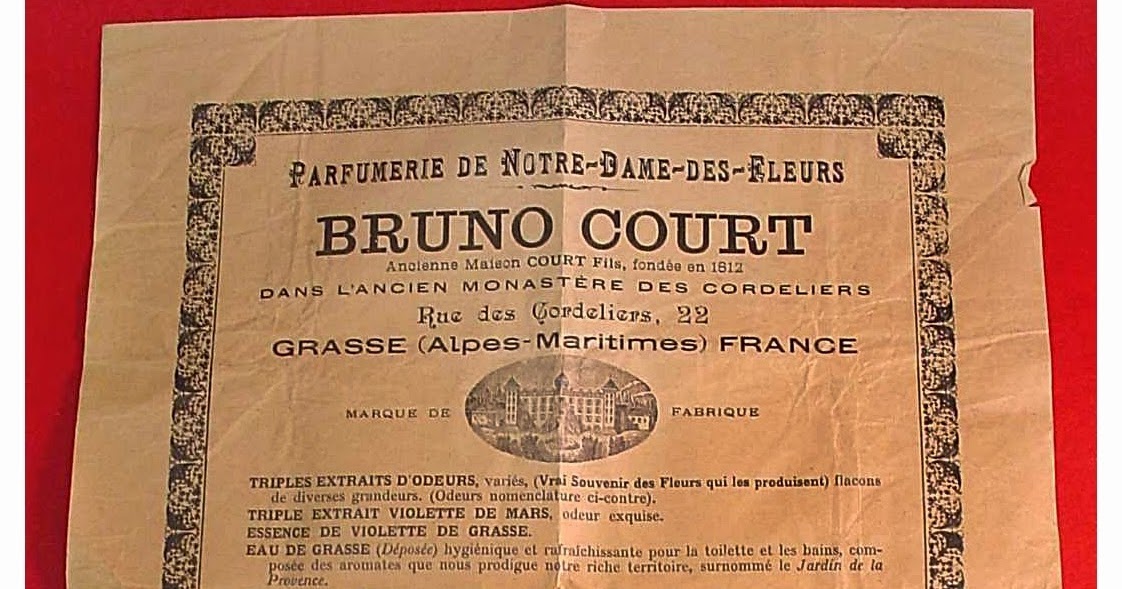 PARFUMERIE DE NOTRE-DAME-DES-FLEURS
BRUNO COURT
Ancienne Maison COURT Fils, fondée en 1812
DANS L'ANCIEN MONASTÈRE DES CORDELIERS
Rue des Cordeliers, 22
GRASSE (Alpes-Maritimes) FRANCE
MARQUE DE FABRIQUE
TRIPLES EXTRAITS D'ODEURS, variés, (Vrai Souvenir des Fleurs qui les produisent) flacons
de diverses grandeurs. (Odeurs nomenclature ci-contre).
TRIPLE EXTRAIT VIOLETTE DE MARS, odeur exquise.
ESSENCE DE VIOLETTE DE GRASSE.
EAU DE GRASSE (Déposée) hygiénique et rafraîchissante pour la toilette et les bains, com-
posée des aromates que nous prodigue notre riche territoire, surnommé le Jardin de la
Provence.